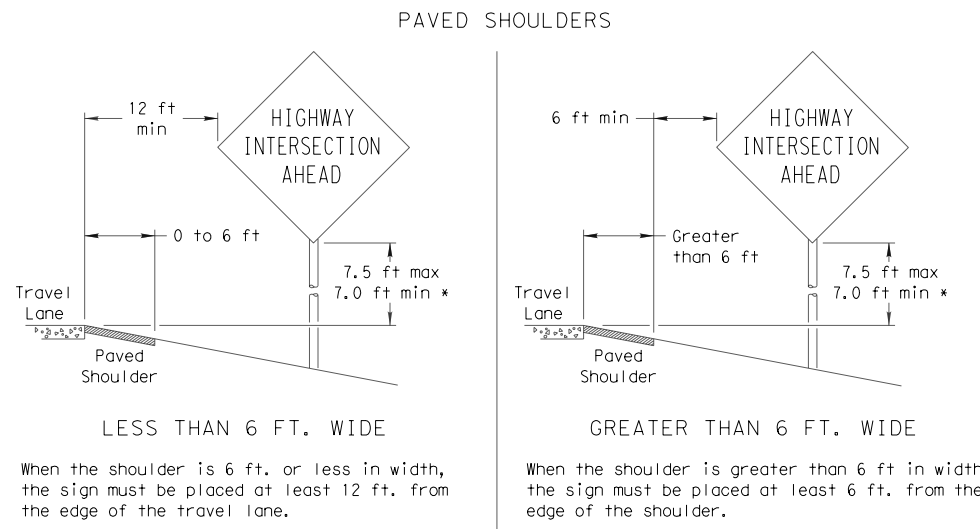 PAVED SHOULDERS
12 ft
min
HIGHWAY
INTERSECTION
AHEAD
0 to 6 ft
7.5 ft max
7.0 ft min *
Travel
Lane
Paved
Shoulder
LESS THAN 6 FT. WIDE
When the shoulder is 6 ft. or less in width,
the sign must be placed at least 12 ft. from
the edge of the travel lane.
6 ft min
HIGHWAY
INTERSECTION
AHEAD
Greater
than 6 ft
7.5 ft max
7.0 ft min *
Travel
Lane
Paved
Shoulder
GREATER THAN 6 FT. WIDE
When the shoulder is greater than 6 ft in width
the sign must be placed at least 6 ft. from the
edge of the shoulder.